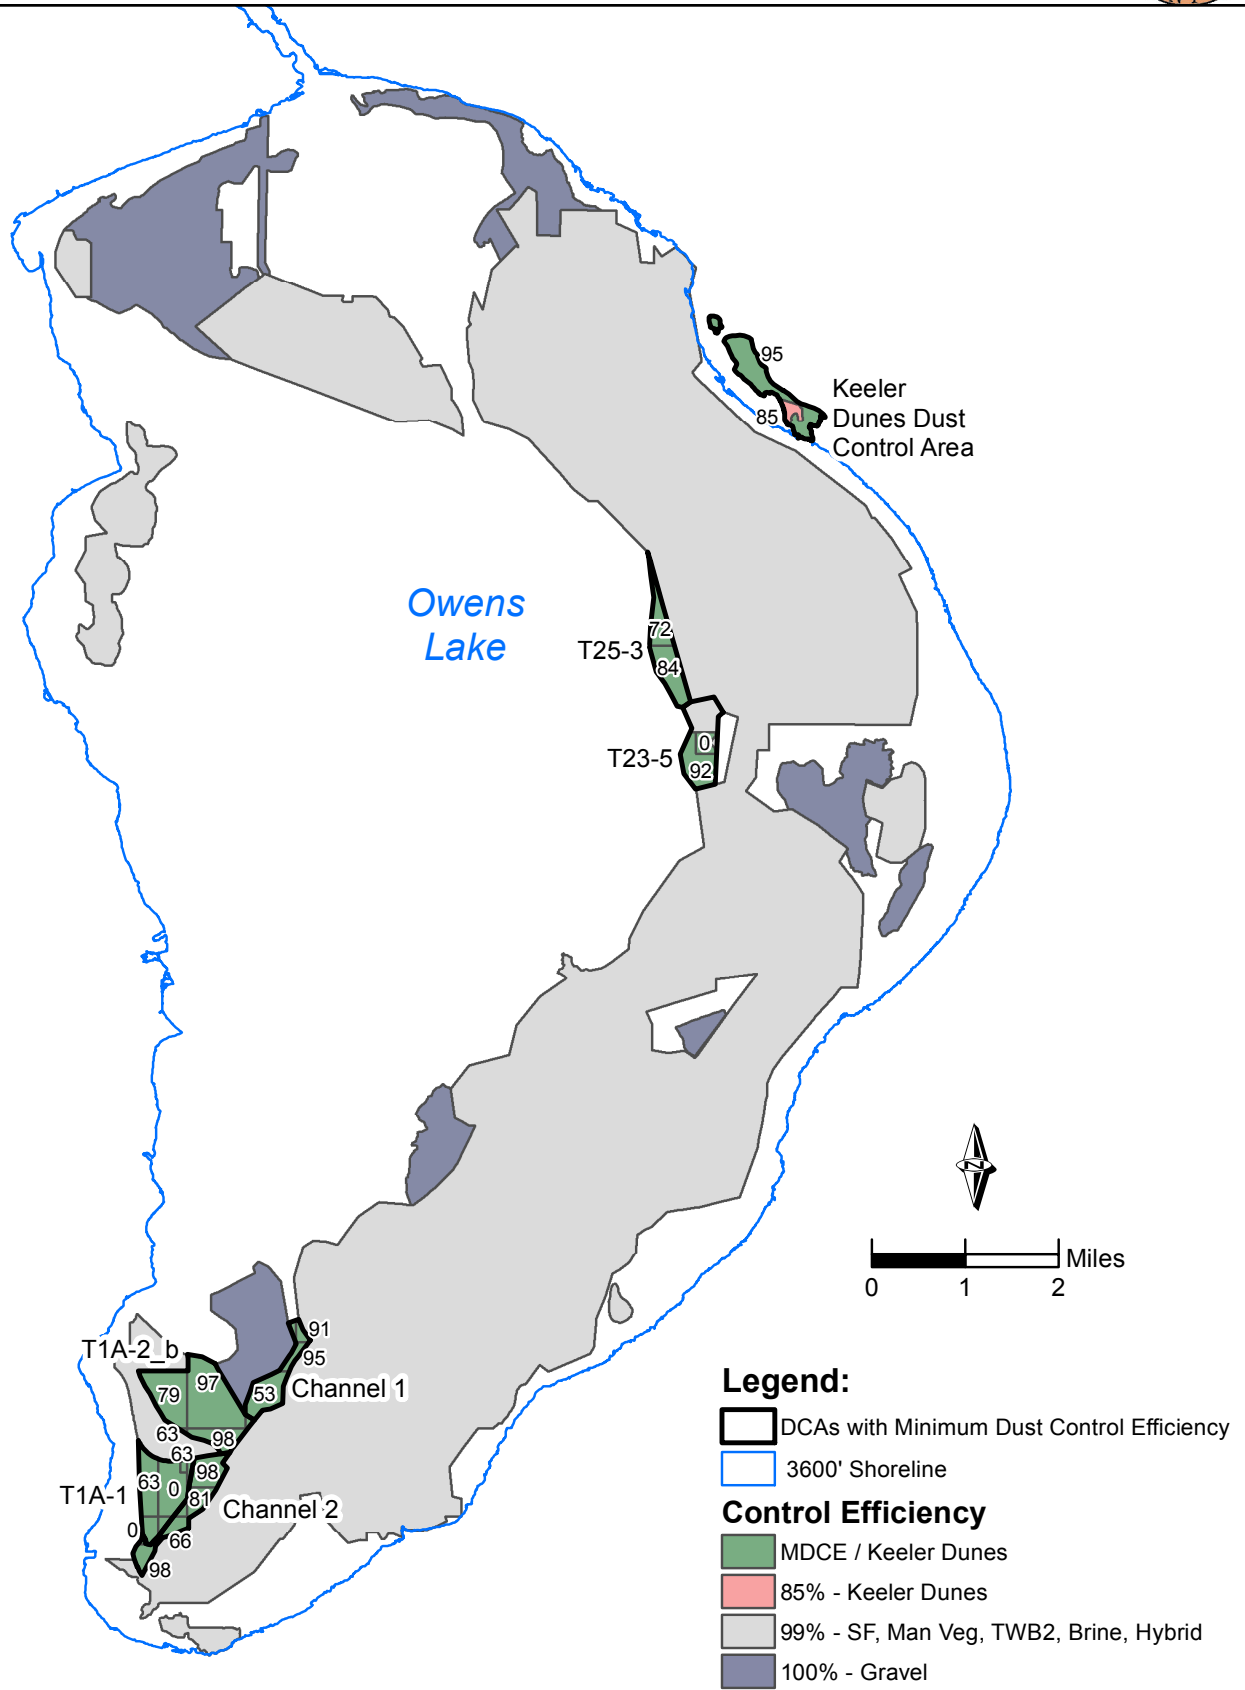 95
85
Keeler
Dunes Dust
Control Area
Owens
Lake
72
T25-3
84
0
T23-5
92
N
Miles
0 1 2
91
T1A-2_b
95
97
79
53
Channel 1
63
98
63
98
63
0
T1A-1
81
Channel 2
0
66
98
Legend:
DCAs with Minimum Dust Control Efficiency
3600' Shoreline
Control Efficiency
MDCE / Keeler Dunes
85% - Keeler Dunes
99% - SF, Man Veg, TWB2, Brine, Hybrid
100% - Gravel